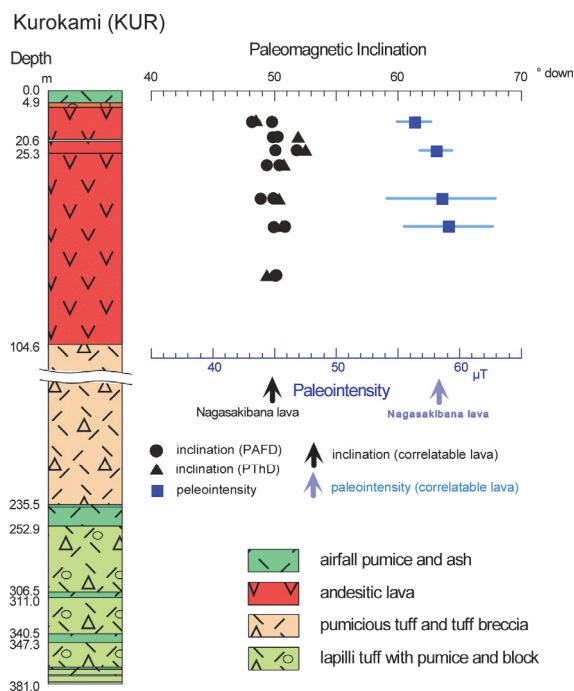 Kurokami (KUR)
Depth
m
Paleomagnetic Inclination
40 50 60 70
° down
0.0
4.9
20.6
25.3
104.6
235.5
252.9
306.5
311.0
340.5
347.3
381.0
40 50 60
µT
Paleointensity
Nagasakibana lava
Nagasakibana lava
inclination (PAFD)
inclination (PThD)
peleointensity
inclination (correlatable lava)
paleointensity (correlatable lava)
airfall pumice and ash
andesitic lava
pumicious tuff and tuff breccia
lapilli tuff with pumice and block